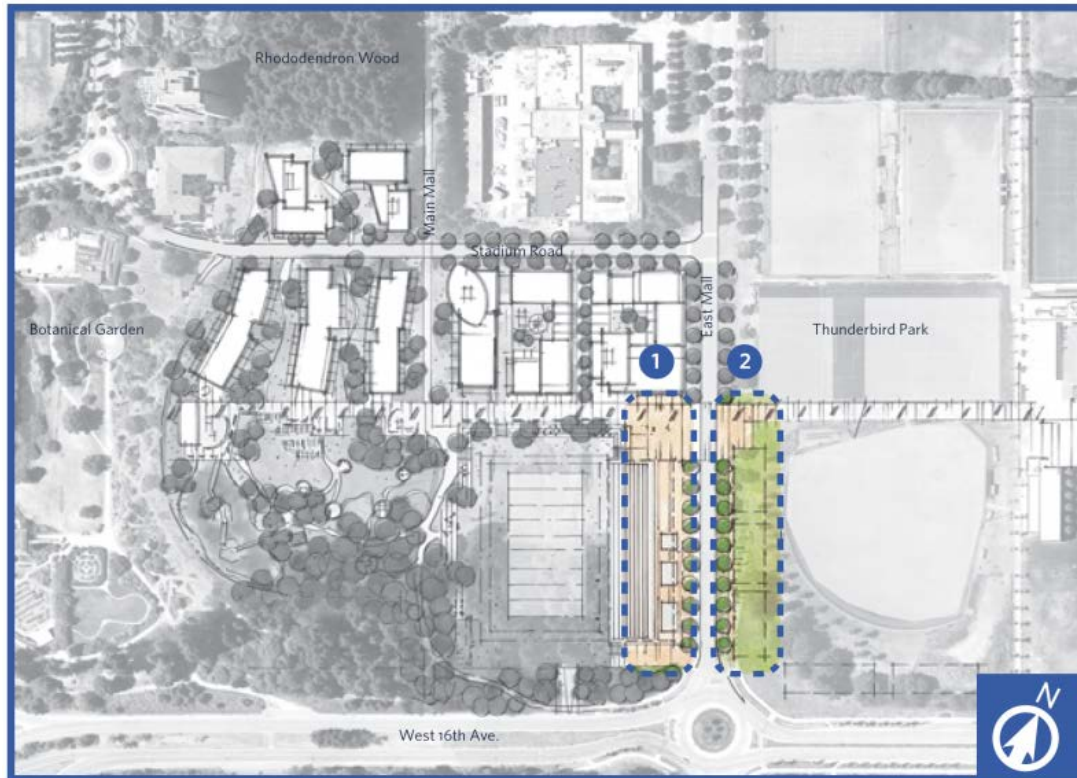 Rhododendron Wood
Main Mall
Stadium Road
East Mall
Botanical Garden
Thunderbird Park
1
2
West 16th Ave.
N